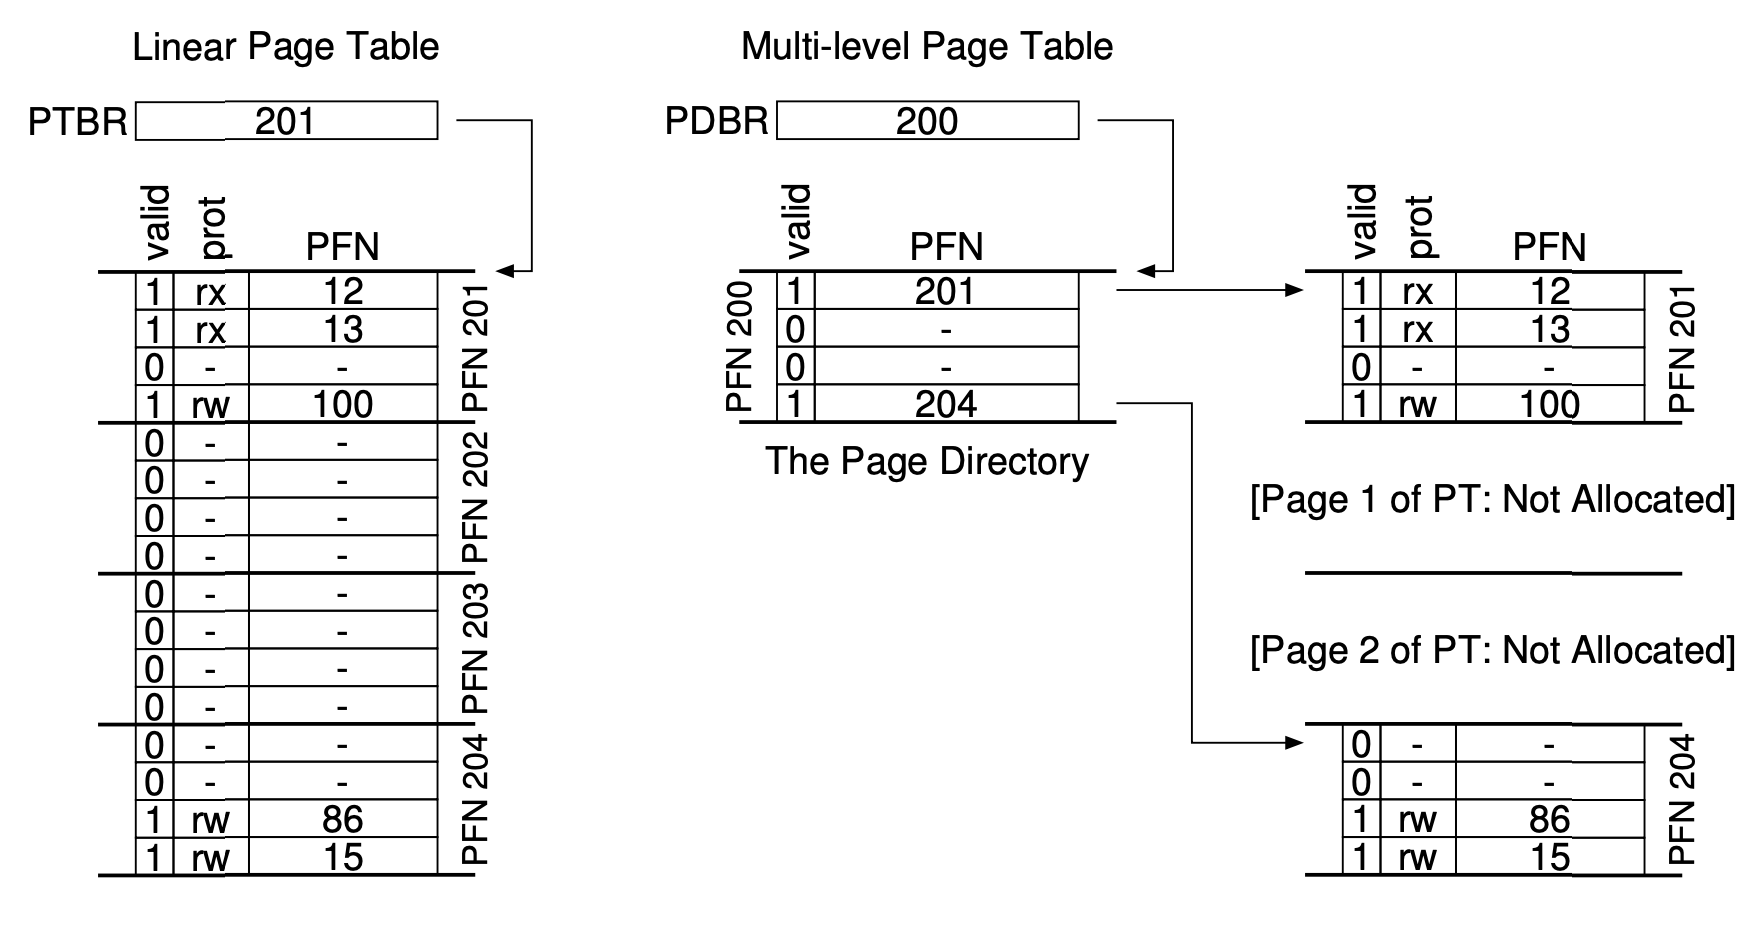 Linear Page Table
PTBR 201
valid prot PFN
1 rx 12
1 rx 13
0 - -
1 rw 100
PFN 201
0 - -
0 - -
0 - -
0 - -
PFN 202
0 - -
0 - -
0 - -
0 - -
PFN 203
0 - -
0 - -
1 rw 86
1 rw 15
PFN 204
Multi-level Page Table
PDBR 200
valid PFN
PFN 200
1 201
0 -
0 -
1 204
The Page Directory
valid prot PFN
1 rx 12
1 rx 13
0 - -
1 rw 100
PFN 201
[Page 1 of PT: Not Allocated]
[Page 2 of PT: Not Allocated]
0 - -
0 - -
1 rw 86
1 rw 15
PFN 204